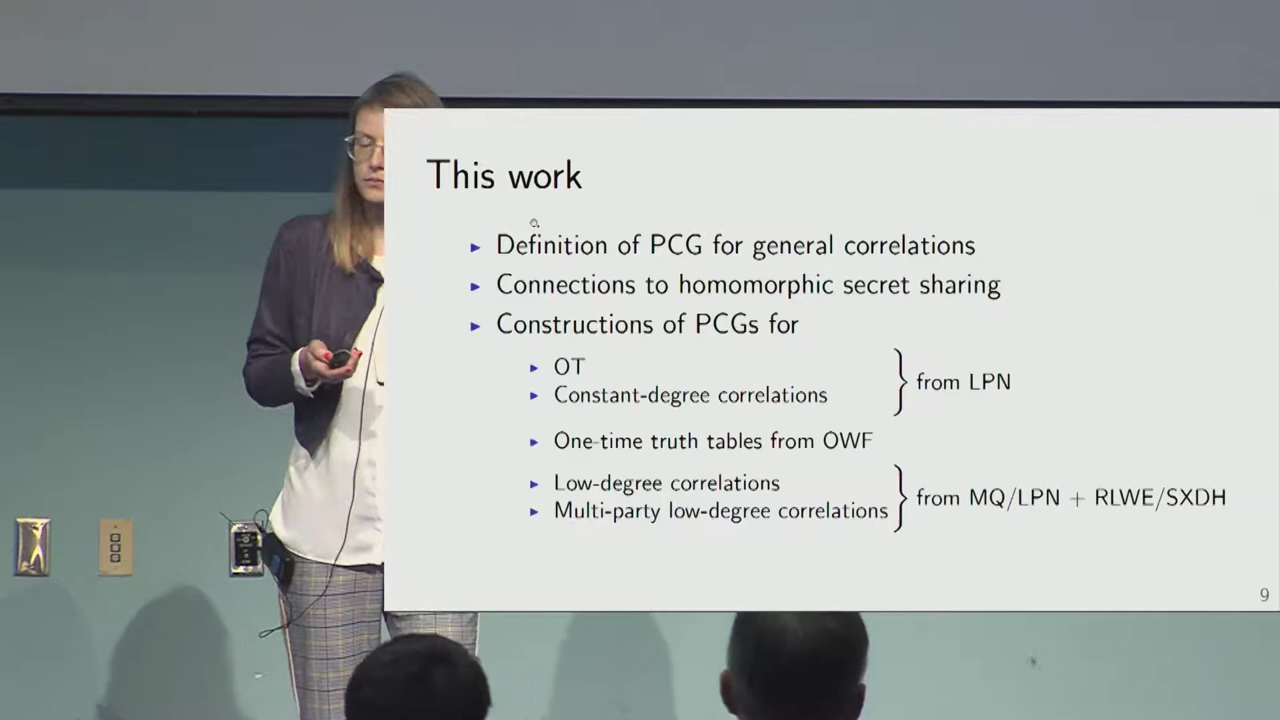 This work
▸ Definition of PCG for general correlations
▸ Connections to homomorphic secret sharing
▸ Constructions of PCGs for
▸ OT
▸ Constant-degree correlations
from LPN
▸ One-time truth tables from OWF
▸ Low-degree correlations
▸ Multi-party low-degree correlations
from MQ/LPN + RLWE/SXDH
9